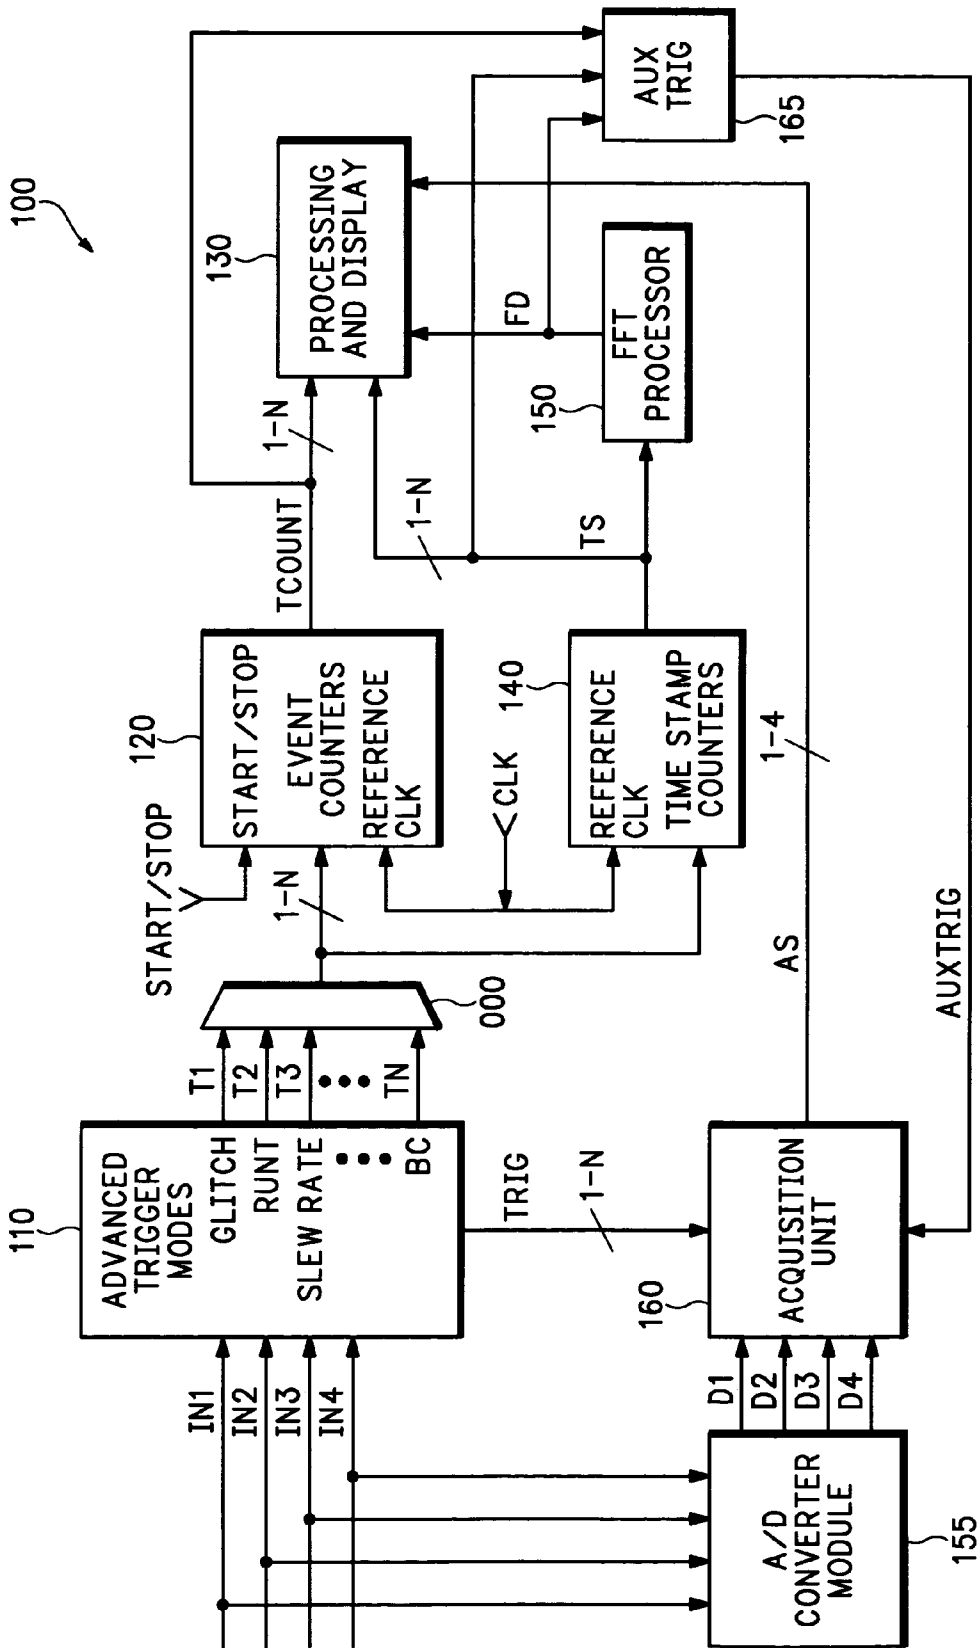 100
IN1
IN2
IN3
IN4
110
ADVANCED
TRIGGER
MODES
GLITCH
RUNT
SLEW RATE
BC
T1
T2
T3
TN
000
START/STOP
1-N
120
START/STOP
EVENT
COUNTERS
REFERENCE
CLK
TCOUNT
1-N
130
PROCESSING
AND DISPLAY
CLK
140
REFERENCE
CLK
TIME STAMP
COUNTERS
1-N
TS
150
FFT
PROCESSOR
FD
AUX
TRIG
165
TRIG
1-N
A/D
CONVERTER
MODULE
155
D1
D2
D3
D4
160
ACQUISITION
UNIT
AS
1-4
AUXTRIG